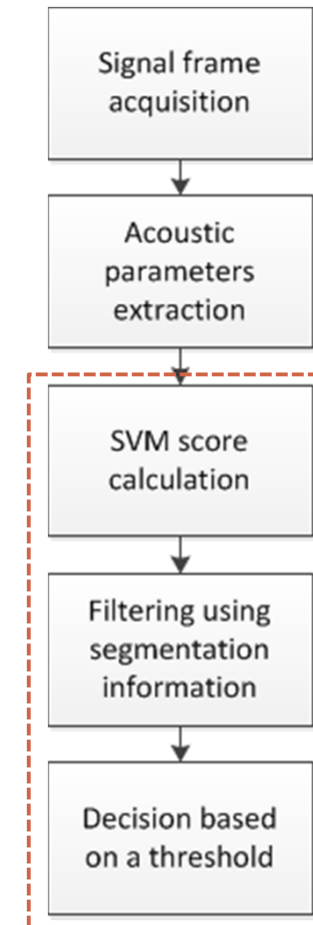 Signal frame
acquisition
Acoustic
parameters
extraction
SVM score
calculation
Filtering using
segmentation
information
Decision based
on a threshold